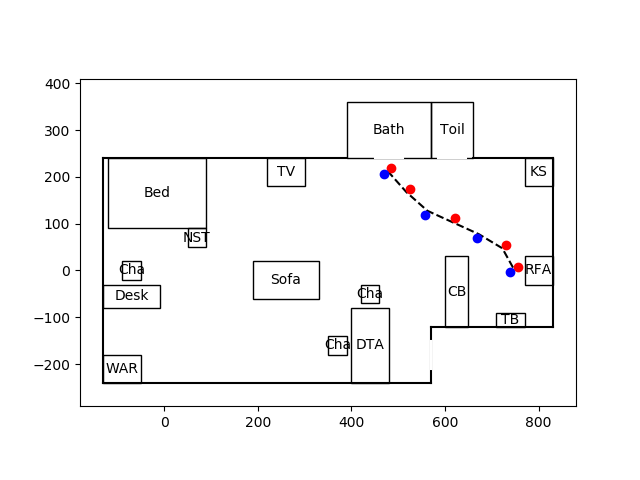 400
300
200
100
0
−100
−200
0
200
400
600
800
Bath
Toil
TV
KS
Bed
NST
Cha
Desk
Sofa
Cha
CB
RFA
TB
Cha
DTA
WAR